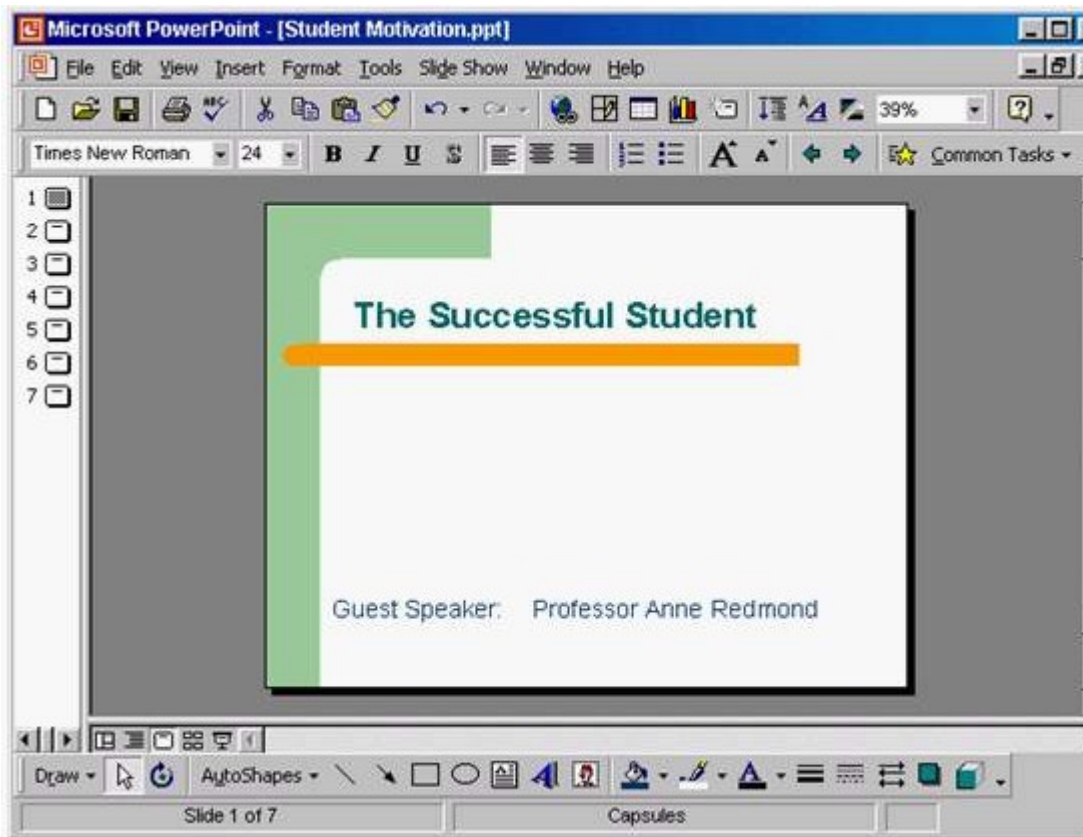 Microsoft PowerPoint - [Student Motivation.ppt]
File Edit View Insert Format Tools Slide Show Window Help
ABC A 39% ?
Times New Roman 24 B I U S A A Common Tasks
1
2
3
4
5
6
7
The Successful Student
Guest Speaker: Professor Anne Redmond
Draw AutoShapes A A
Slide 1 of 7 Capsules